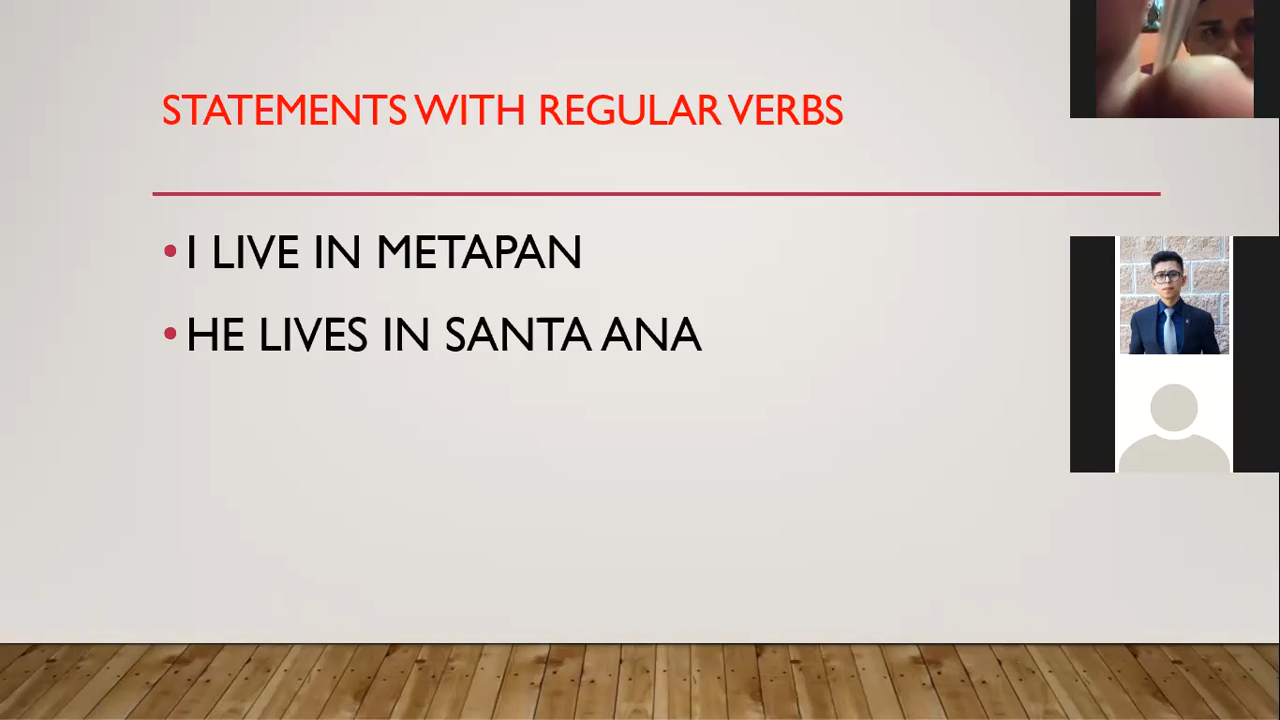 STATEMENTS WITH REGULAR VERBS
• I LIVE IN METAPAN
• HE LIVES IN SANTA ANA